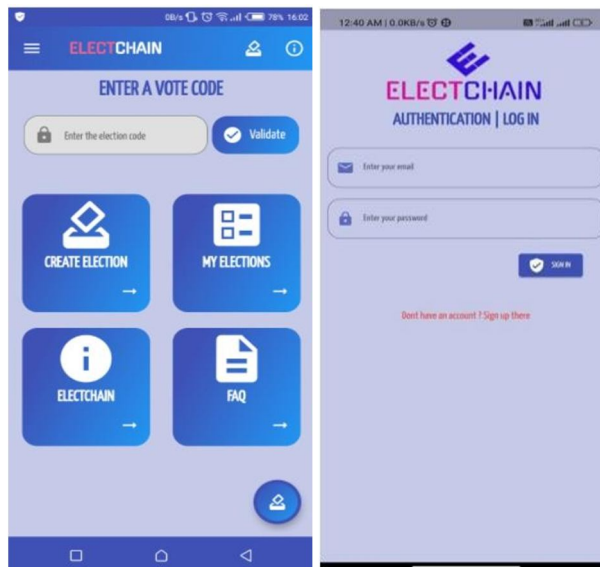 0B/s 78% 16.02
ELECTCHAIN
ENTER A VOTE CODE
Enter the election code
Validate
CREATE ELECTION
MY ELECTIONS
ELECTCHAIN
FAQ
12:40 AM | 0.0KB/s
ELECTCHAIN
AUTHENTICATION | LOG IN
Enter your email
Enter your password
SIGN IN
Dont have an account ? Sign up there